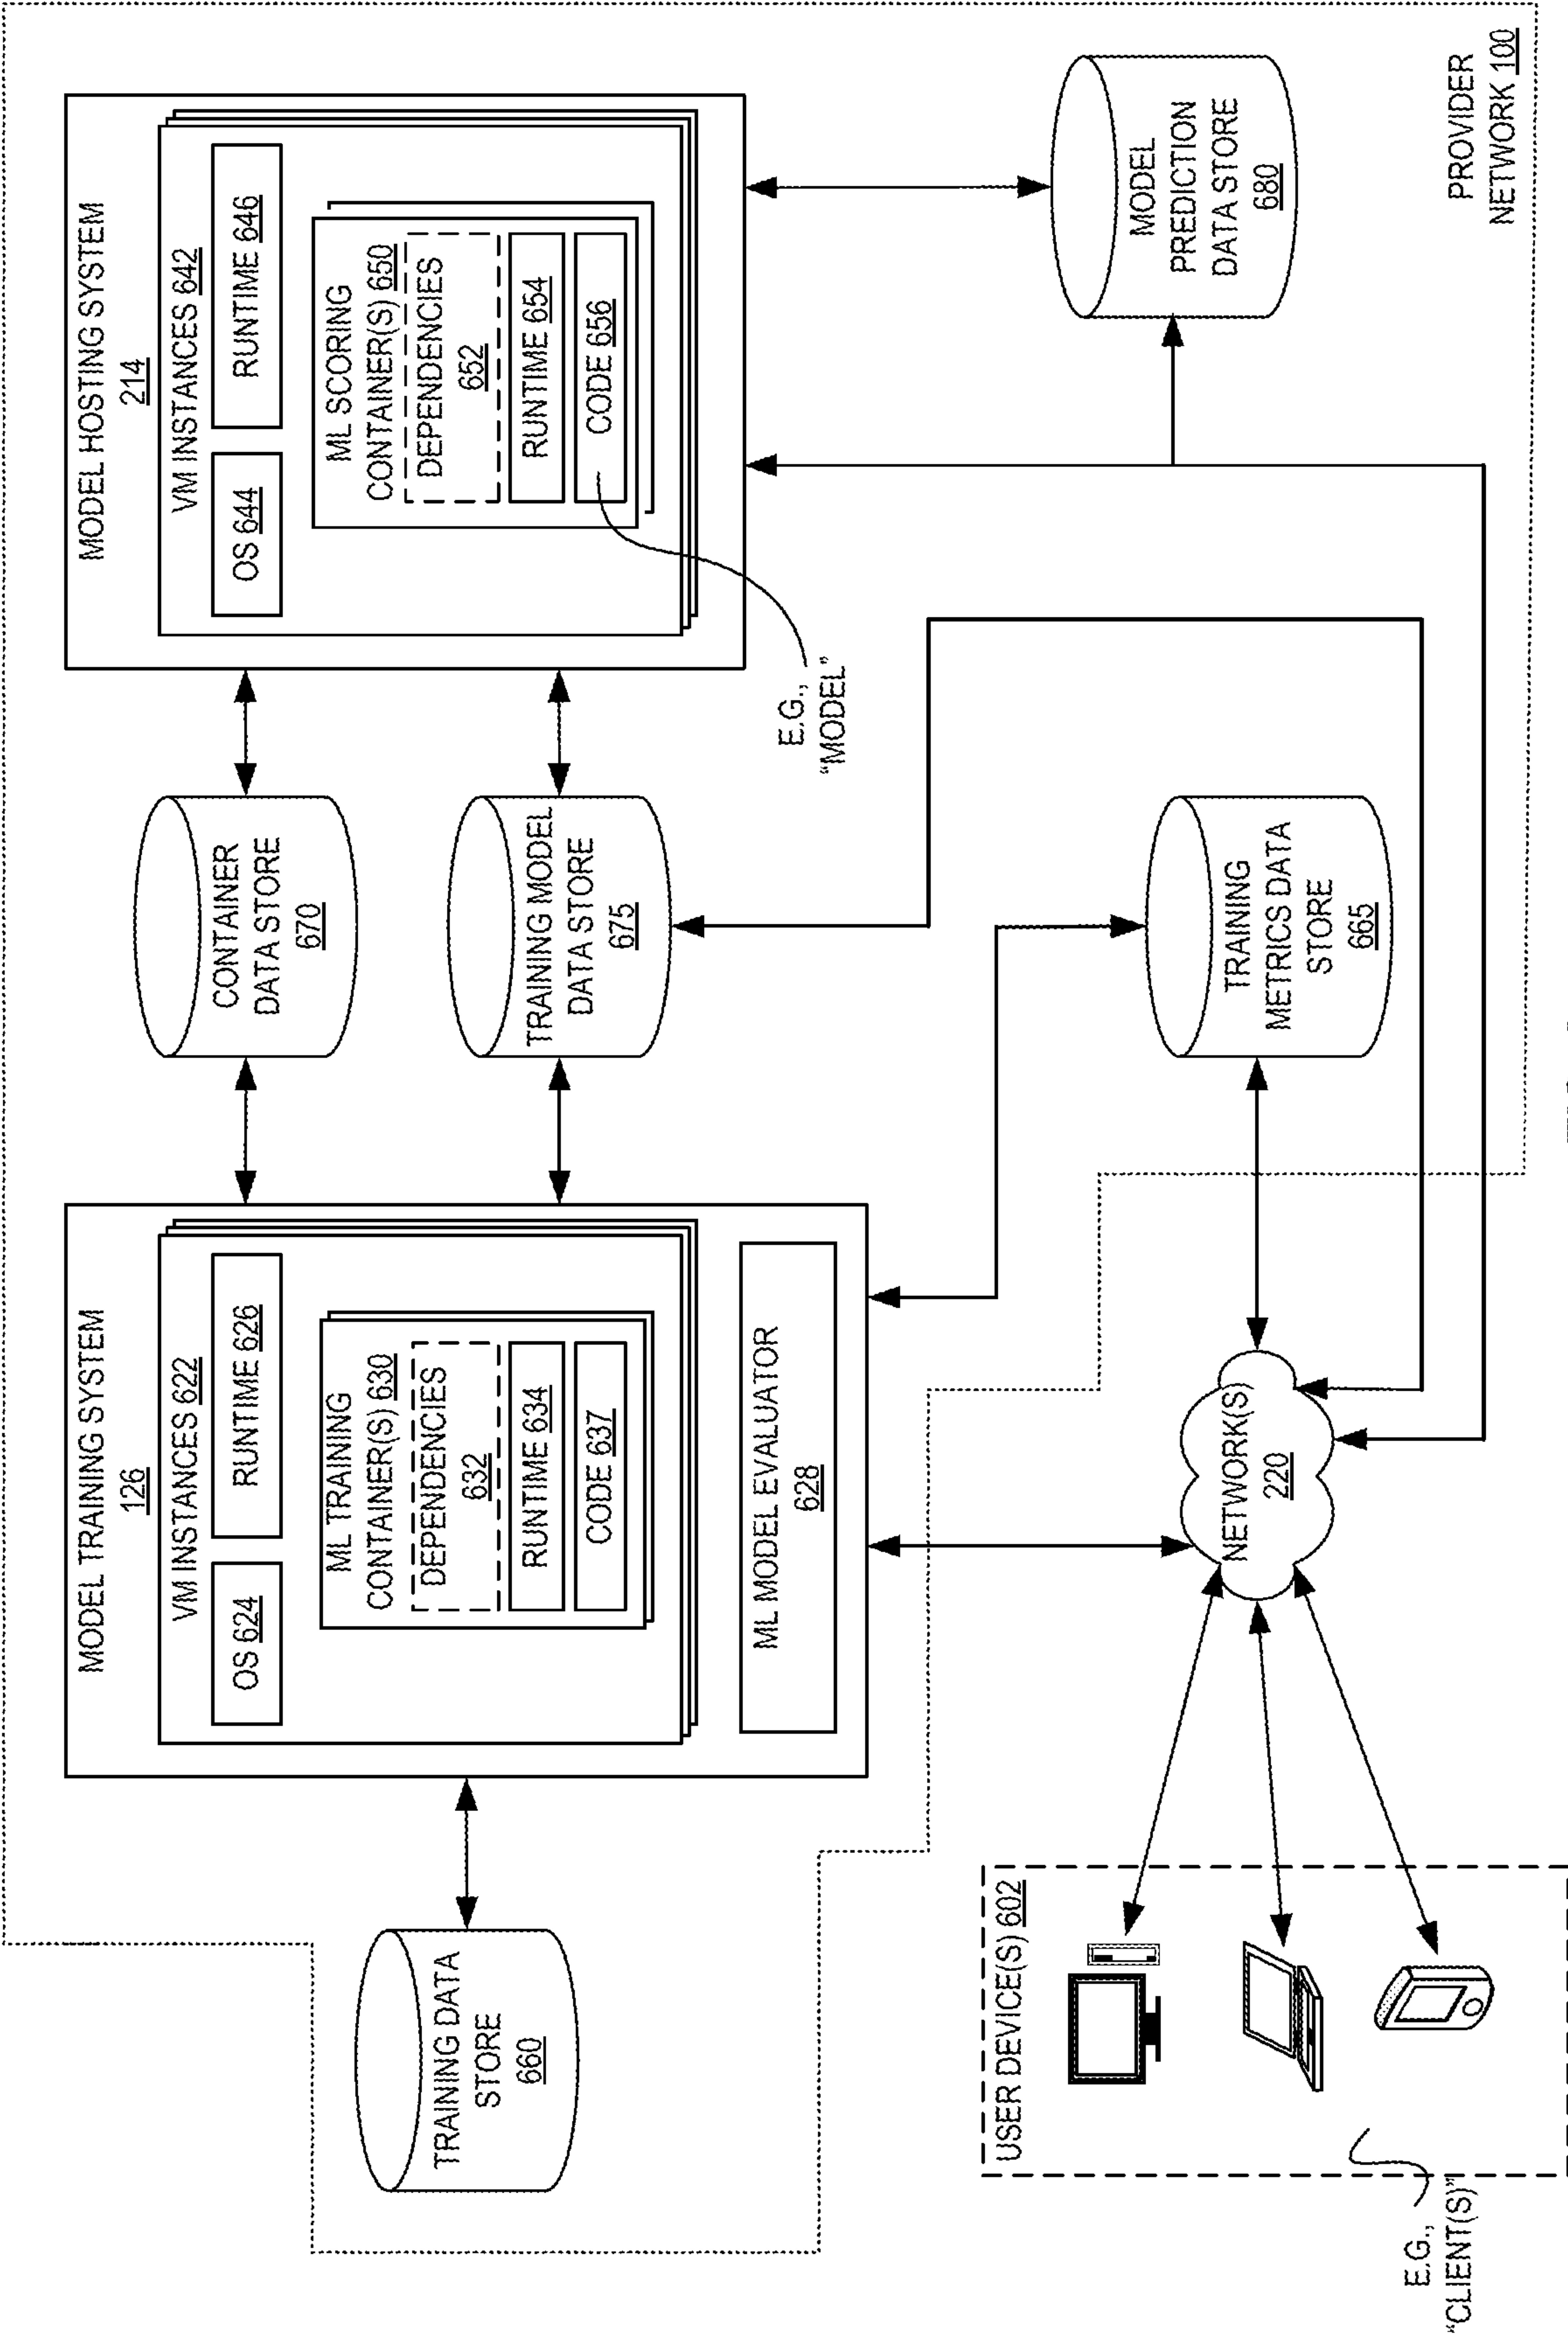 MODEL TRAINING SYSTEM
126
VM INSTANCES 622
OS 624
RUNTIME 626
ML TRAINING
CONTAINER(S) 630
DEPENDENCIES
632
RUNTIME 634
CODE 637
ML MODEL EVALUATOR
628
TRAINING DATA
STORE
660
CONTAINER
DATA STORE
670
TRAINING MODEL
DATA STORE
675
MODEL HOSTING SYSTEM
214
VM INSTANCES 642
OS 644
RUNTIME 646
ML SCORING
CONTAINER(S) 650
DEPENDENCIES
652
RUNTIME 654
CODE 656
E.G.,
"MODEL"
TRAINING
METRICS DATA
STORE
665
MODEL
PREDICTION
DATA STORE
680
USER DEVICE(S) 602
E.G.,
"CLIENT(S)"
NETWORK(S)
220
PROVIDER
NETWORK 100